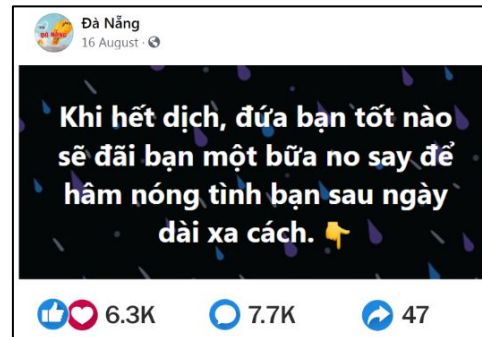 Đà Nẵng
16 August ·
Khi hết dịch, đứa bạn tốt nào
sẽ đãi bạn một bữa no say để
hâm nóng tình bạn sau ngày
dài xa cách. 👇
6.3K 7.7K 47